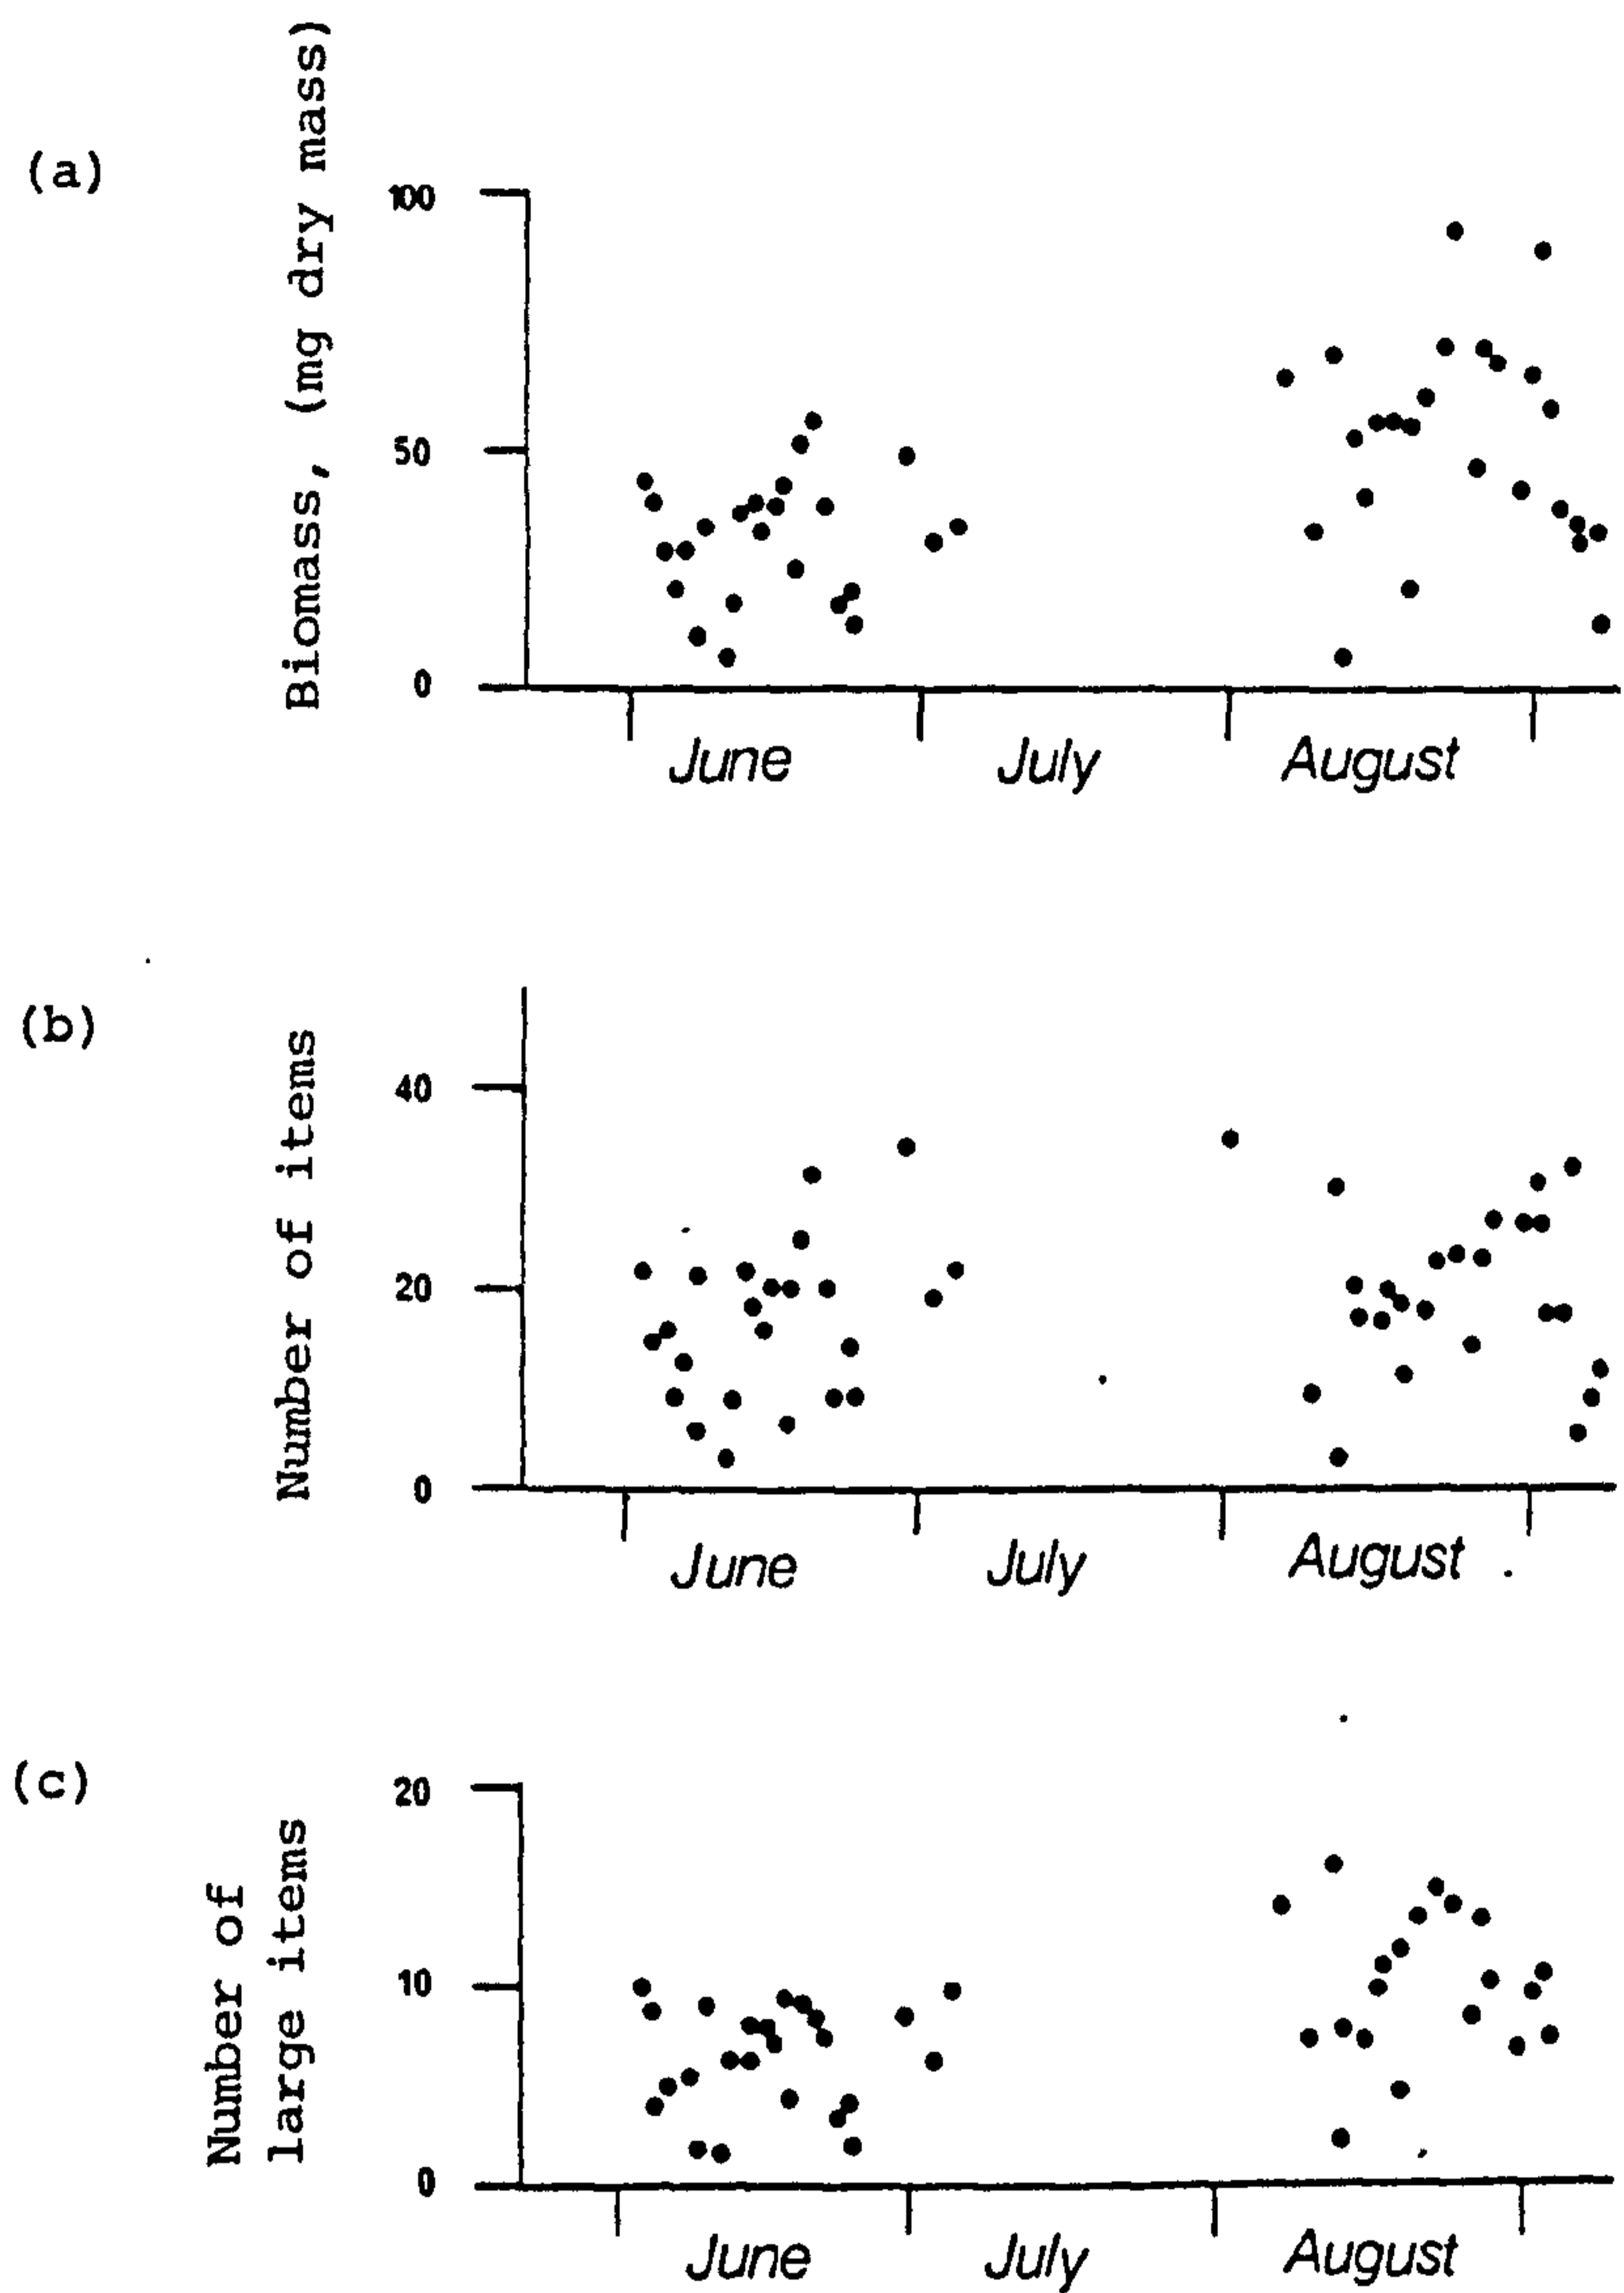 (a)
Biomass, (mg dry mass)
100
50
0
June July August
(b)
Number of items
40
20
0
June July August
(c)
Number of
large items
20
10
0
June July August